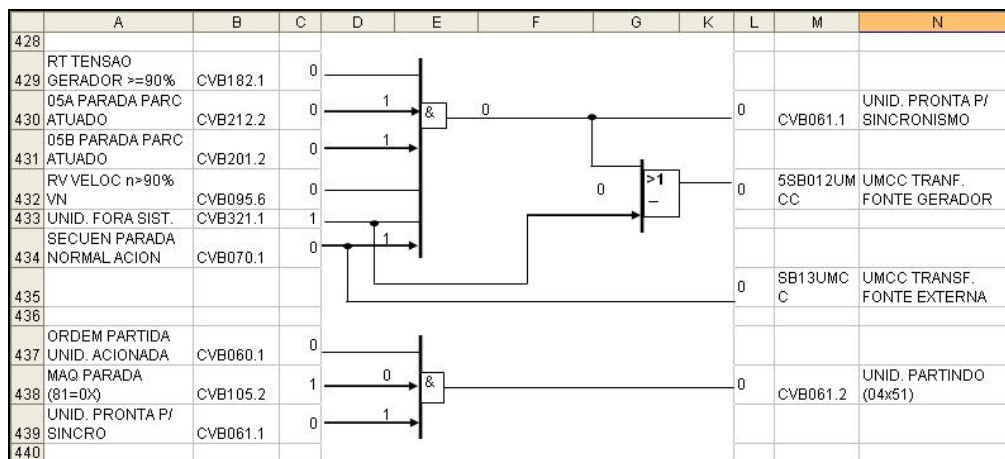 A B C D E F G K L M N
428
RT TENSAO
429 GERADOR >=90% CVB182.1 0
05A PARADA PARC
430 ATUADO CVB212.2 0 1 & 0 0 CVB061.1 UNID. PRONTA P/
SINCRONISMO
05B PARADA PARC
431 ATUADO CVB201.2 0 1
RV VELOC n>90%
432 VN CVB095.6 0 0 >1 0 5SB012UM
CC UMCC TRANF.
FONTE GERADOR
433 UNID. FORA SIST. CVB321.1 1
SECUEN PARADA
434 NORMAL ACION CVB070.1 0 1
435 0 SB13UMC
C UMCC TRANSF.
FONTE EXTERNA
436
ORDEM PARTIDA
437 UNID. ACIONADA CVB060.1 0
MAQ PARADA
438 (81=0X) CVB105.2 1 0 & 0 CVB061.2 UNID. PARTINDO
(04x51)
UNID. PRONTA P/
439 SINCRO CVB061.1 0 1
440